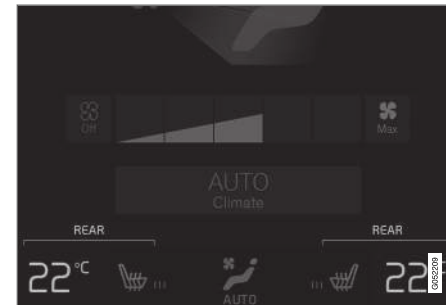 Off
Max
AUTO
Climate
REAR
REAR
22°C
22
AUTO
G052209